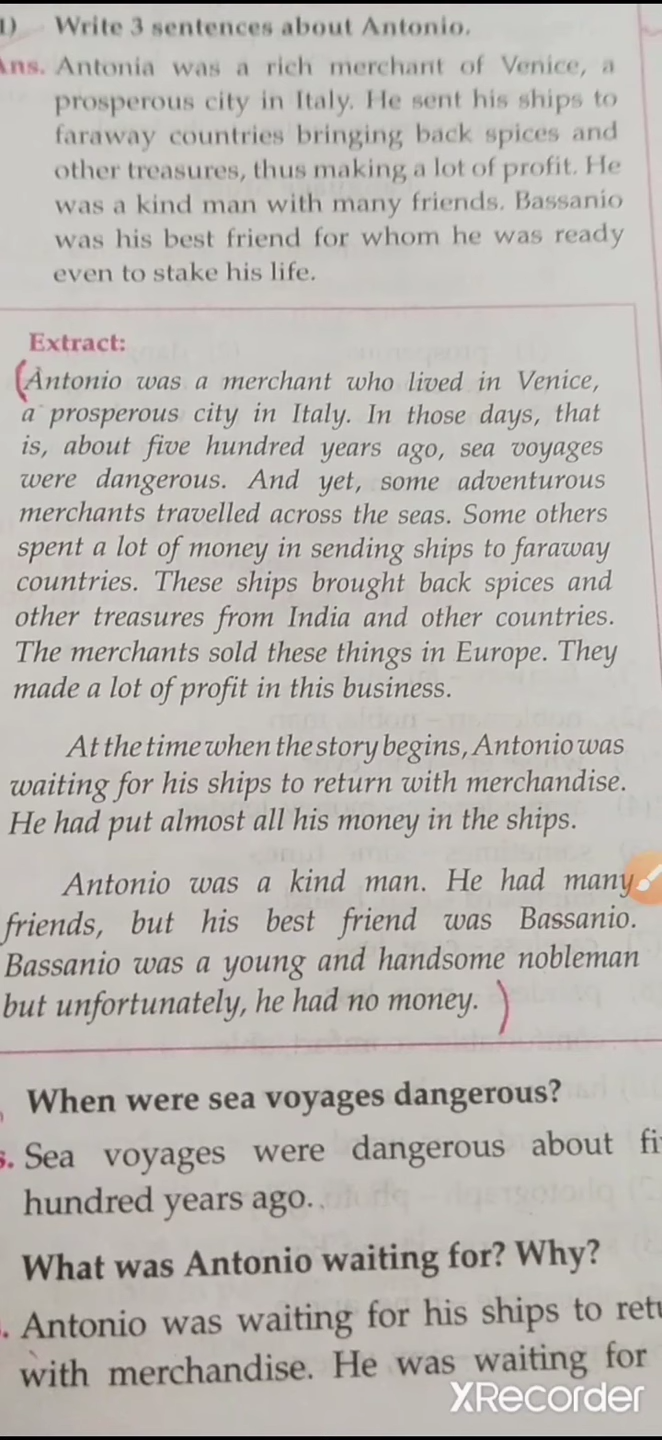 1) Write 3 sentences about Antonio.
Ans. Antonia was a rich merchant of Venice, a
prosperous city in Italy. He sent his ships to
faraway countries bringing back spices and
other treasures, thus making a lot of profit. He
was a kind man with many friends. Bassanio
was his best friend for whom he was ready
even to stake his life.
Extract:
(Antonio was a merchant who lived in Venice,
a prosperous city in Italy. In those days, that
is, about five hundred years ago, sea voyages
were dangerous. And yet, some adventurous
merchants travelled across the seas. Some others
spent a lot of money in sending ships to faraway
countries. These ships brought back spices and
other treasures from India and other countries.
The merchants sold these things in Europe. They
made a lot of profit in this business.
At the time when the story begins, Antonio was
waiting for his ships to return with merchandise.
He had put almost all his money in the ships.
Antonio was a kind man. He had many
friends, but his best friend was Bassanio.
Bassanio was a young and handsome nobleman
but unfortunately, he had no money. )
When were sea voyages dangerous?
s. Sea voyages were dangerous about fi
hundred years ago.
What was Antonio waiting for? Why?
. Antonio was waiting for his ships to retu
with merchandise. He was waiting for
XRecorder